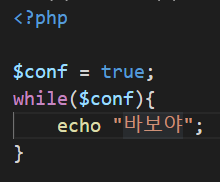 <?php
$conf = true;
while($conf){
echo "바보야";
}